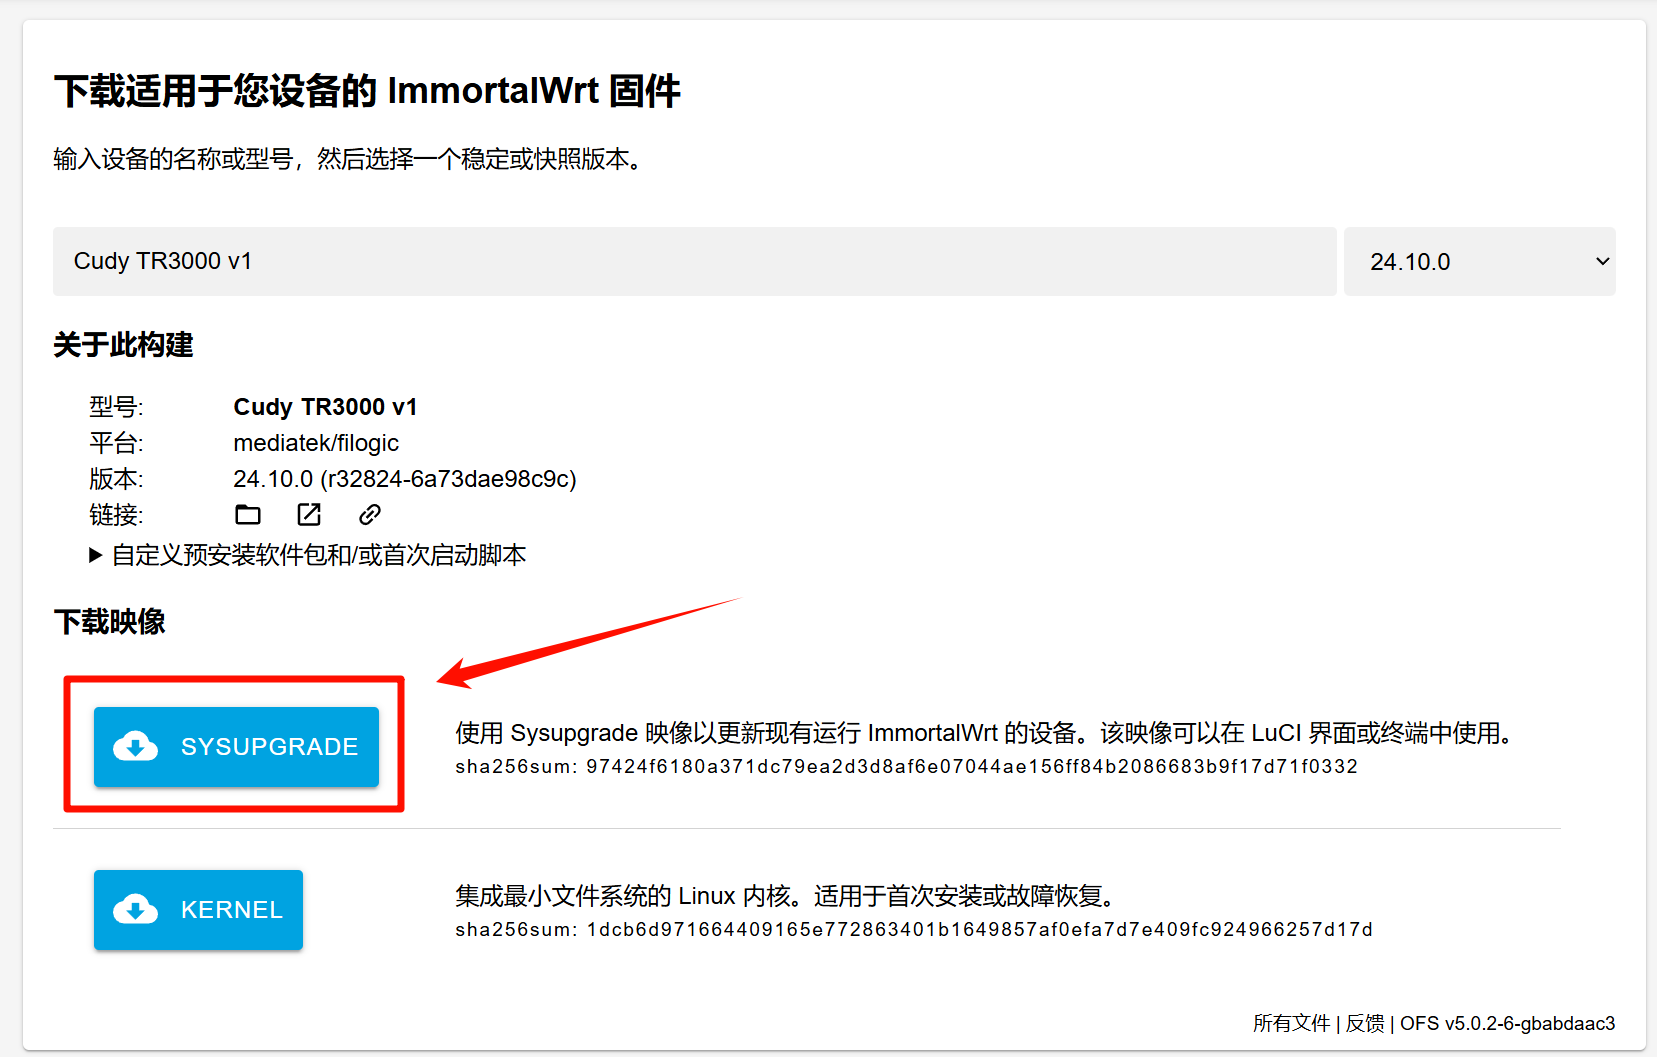 下载适用于您设备的 ImmortalWrt 固件
输入设备的名称或型号，然后选择一个稳定或快照版本。
Cudy TR3000 v1
24.10.0
关于此构建
型号: Cudy TR3000 v1
平台: mediatek/filogic
版本: 24.10.0 (r32824-6a73dae98c9c)
链接:
自定义预安装软件包和/或首次启动脚本
下载映像
SYSUPGRADE
使用 Sysupgrade 映像以更新现有运行 ImmortalWrt 的设备。该映像可以在 LuCI 界面或终端中使用。
sha256sum: 97424f6180a371dc79ea2d3d8af6e07044ae156ff84b2086683b9f17d71f0332
KERNEL
集成最小文件系统的 Linux 内核。适用于首次安装或故障恢复。
sha256sum: 1dcb6d971664409165e772863401b1649857af0efa7d7e409fc924966257d17d
所有文件 | 反馈 | OFS v5.0.2-6-gbabdaac3